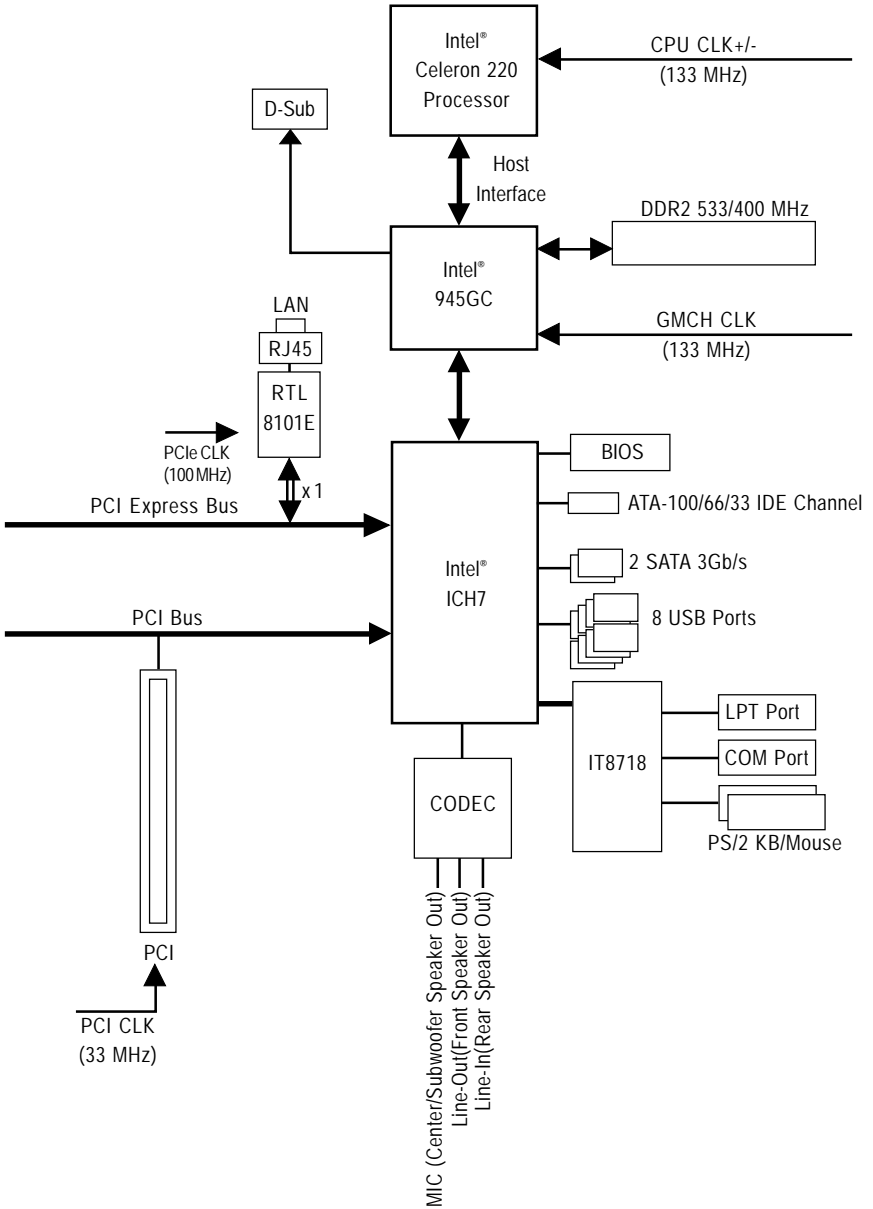 Intel®
Celeron 220
Processor
CPU CLK+/-
(133 MHz)
D-Sub
Host
Interface
DDR2 533/400 MHz
Intel®
945GC
LAN
RJ45
GMCH CLK
(133 MHz)
RTL
8101E
PCIe CLK
(100MHz)
x1
BIOS
PCI Express Bus
ATA-100/66/33 IDE Channel
Intel®
ICH7
2 SATA 3Gb/s
PCI Bus
8 USB Ports
LPT Port
IT8718
COM Port
CODEC
PS/2 KB/Mouse
MIC (Center/Subwoofer Speaker Out)
Line-Out(Front Speaker Out)
Line-In(Rear Speaker Out)
PCI
PCI CLK
(33 MHz)